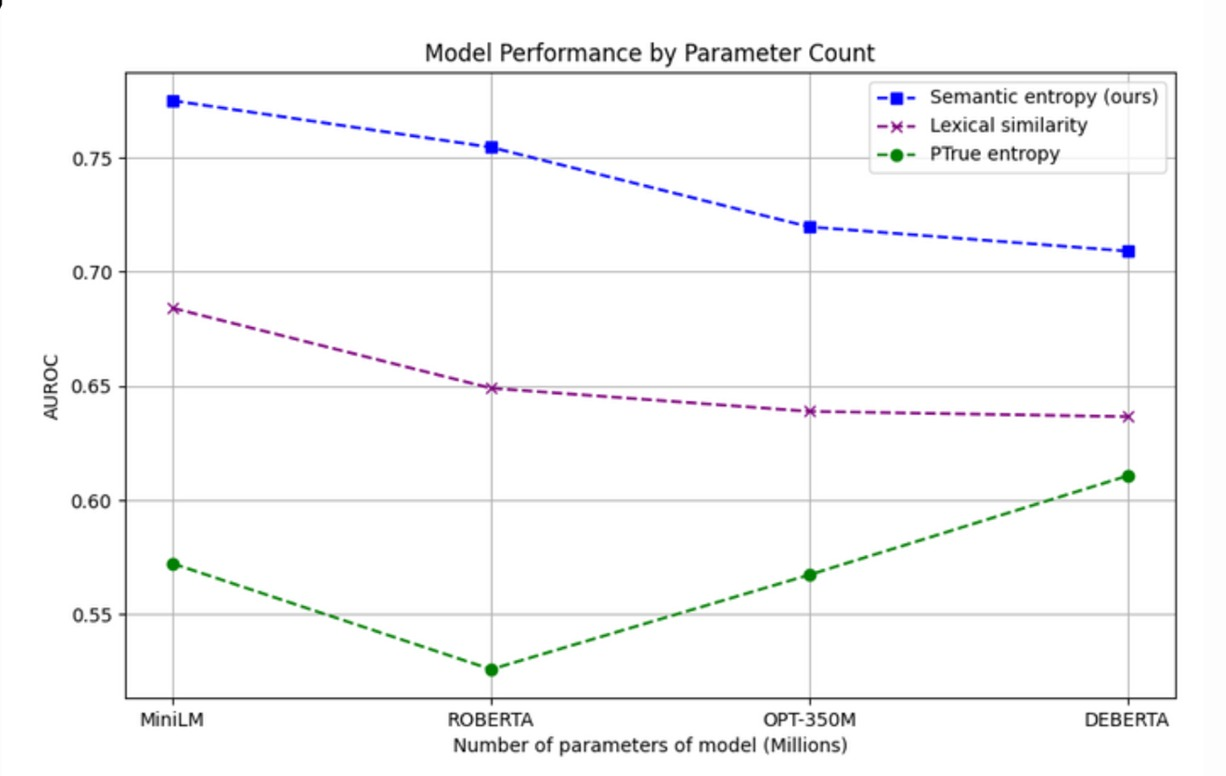 Model Performance by Parameter Count
Semantic entropy (ours)
Lexical similarity
PTrue entropy
AUROC
0.75
0.70
0.65
0.60
0.55
MiniLM ROBERTA OPT-350M DEBERTA
Number of parameters of model (Millions)